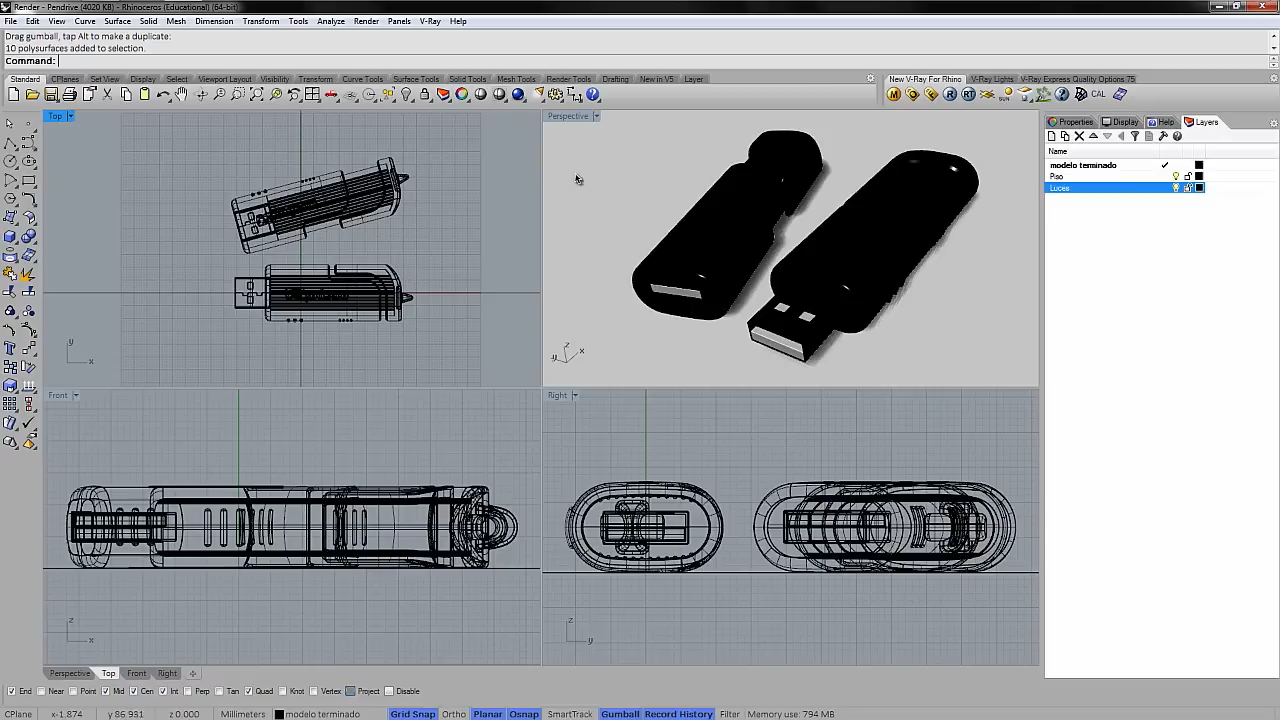 Render - Pendrive (4020 KB) - Rhinoceros (Educational) (64-bit)
File Edit View Curve Surface Solid Mesh Dimension Transform Tools Analyze Render Panels V-Ray Help
Drag gumball, tap Alt to make a duplicate:
10 polysurfaces added to selection.
Command:
Standard CPlanes Set View Display Select Viewport Layout Visibility Transform Curve Tools Surface Tools Solid Tools Mesh Tools Render Tools Drafting New in V5 Layer
New V-Ray For Rhino V-Ray Lights V-Ray Express Quality Options 75
CAL
Top
Perspective
Properties Display Help Layers
Name
modelo terminado
Piso
Luces
y
x
z
x
y
Front
Right
z
x
z
y
Perspective Top Front Right
End Near Point Mid Cen Int Perp Tan Quad Knot Vertex Project Disable
CPlane x-1.874 y 86.931 z 0.000 Millimeters modelo terminado Grid Snap Ortho Planar Osnap SmartTrack Gumball Record History Filter Memory use: 794 MB